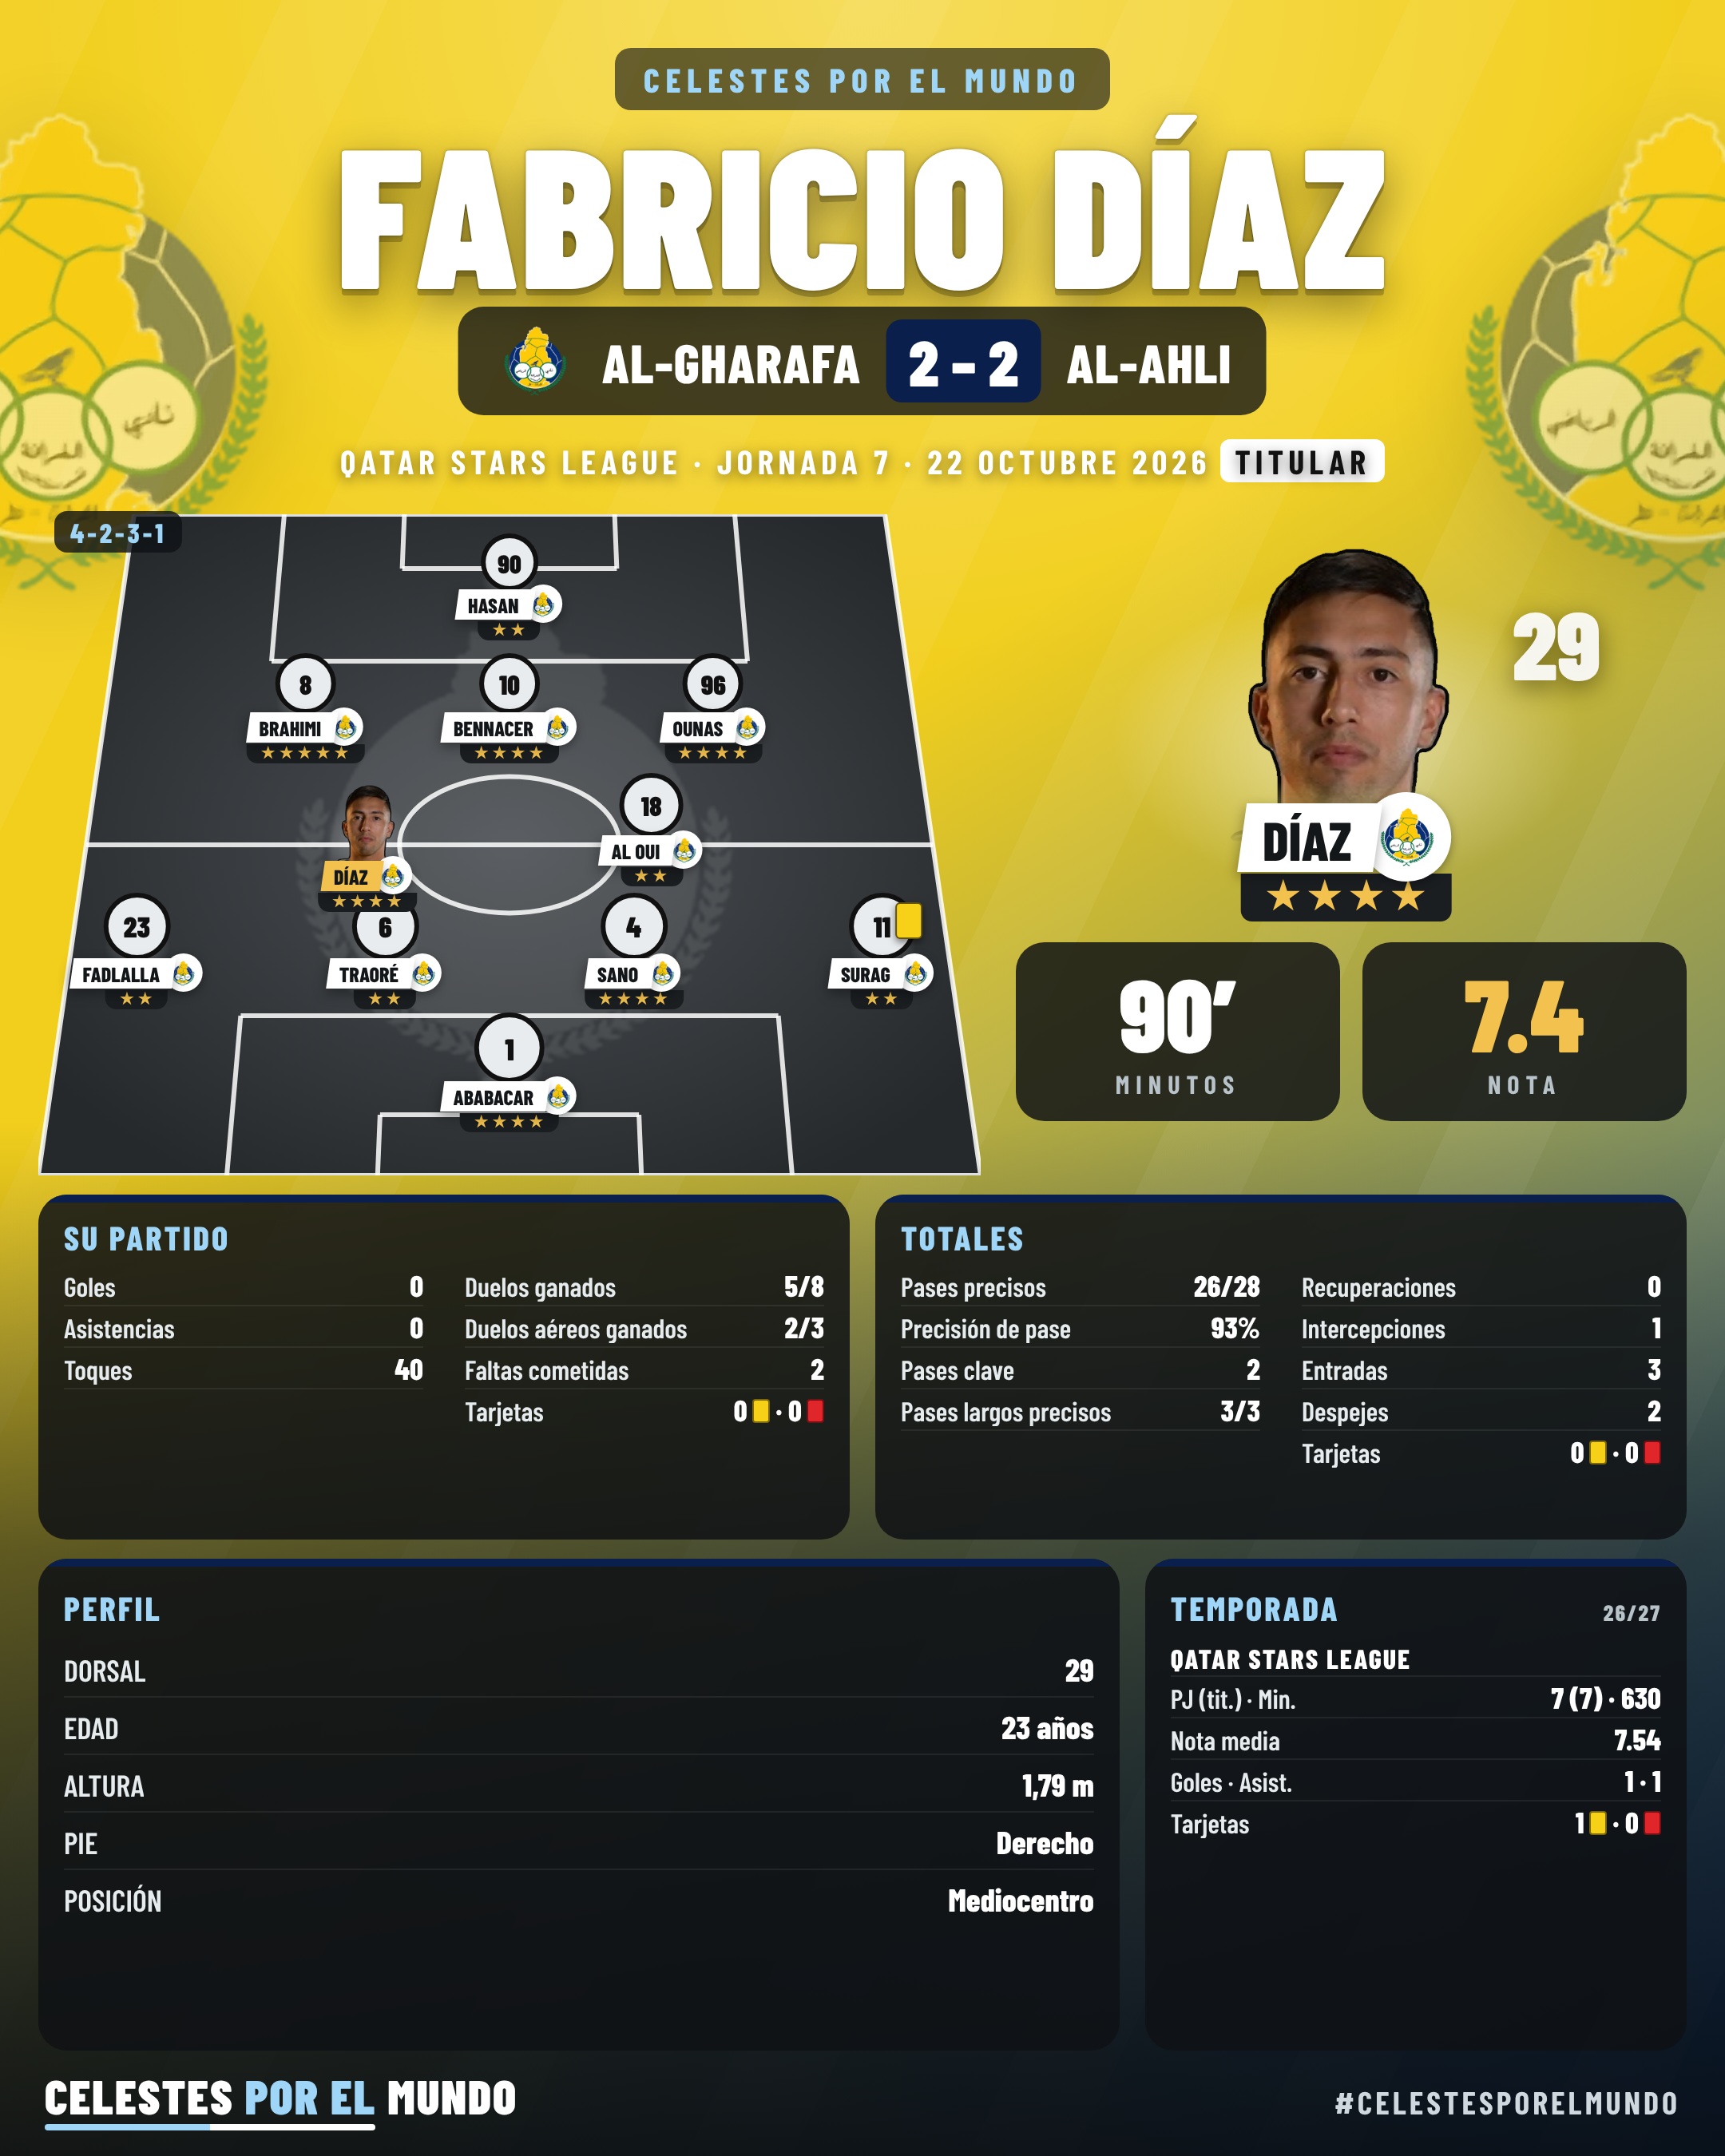 CELESTES POR EL MUNDO
FABRICIO DÍAZ
AL-GHARAFA 2 – 2 AL-AHLI
QATAR STARS LEAGUE · JORNADA 7 · 22 OCTUBRE 2026 TITULAR
4-2-3-1
90
HASAN
8 10 96
BRAHIMI BENNACER OUNAS
18
AL OUI
DÍAZ
23 6 4 11
FADLALLA TRAORÉ SANO SURAG
1
ABABACAR
29
DÍAZ
90′ 7.4
MINUTOS NOTA
SU PARTIDO
Goles 0
Asistencias 0
Toques 40
Duelos ganados 5/8
Duelos aéreos ganados 2/3
Faltas cometidas 2
Tarjetas 0 · 0
TOTALES
Pases precisos 26/28
Precisión de pase 93%
Pases clave 2
Pases largos precisos 3/3
Recuperaciones 0
Intercepciones 1
Entradas 3
Despejes 2
Tarjetas 0 · 0
PERFIL
DORSAL 29
EDAD 23 años
ALTURA 1,79 m
PIE Derecho
POSICIÓN Mediocentro
TEMPORADA 26/27
QATAR STARS LEAGUE
PJ (tit.) · Min. 7 (7) · 630
Nota media 7.54
Goles · Asist. 1 · 1
Tarjetas 1 · 0
CELESTES POR EL MUNDO
#CELESTESPORELMUNDO